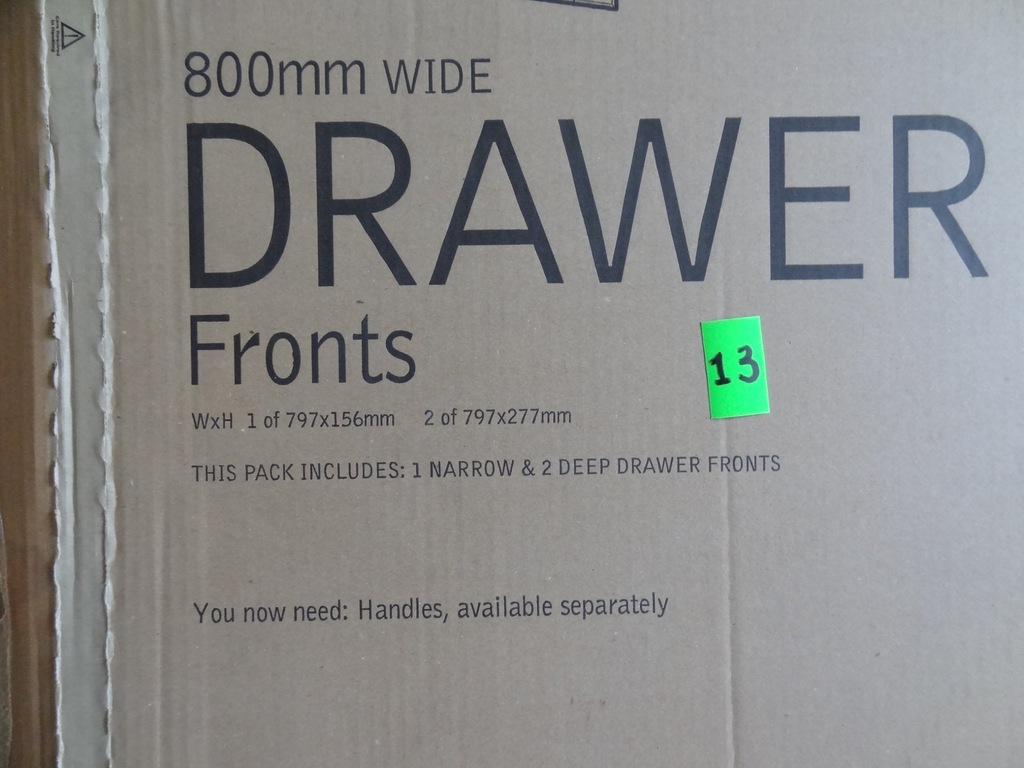 800mm WIDE
DRAWER
Fronts
13
WxH 1 of 797x156mm 2 of 797x277mm
THIS PACK INCLUDES: 1 NARROW & 2 DEEP DRAWER FRONTS
You now need: Handles, available separately